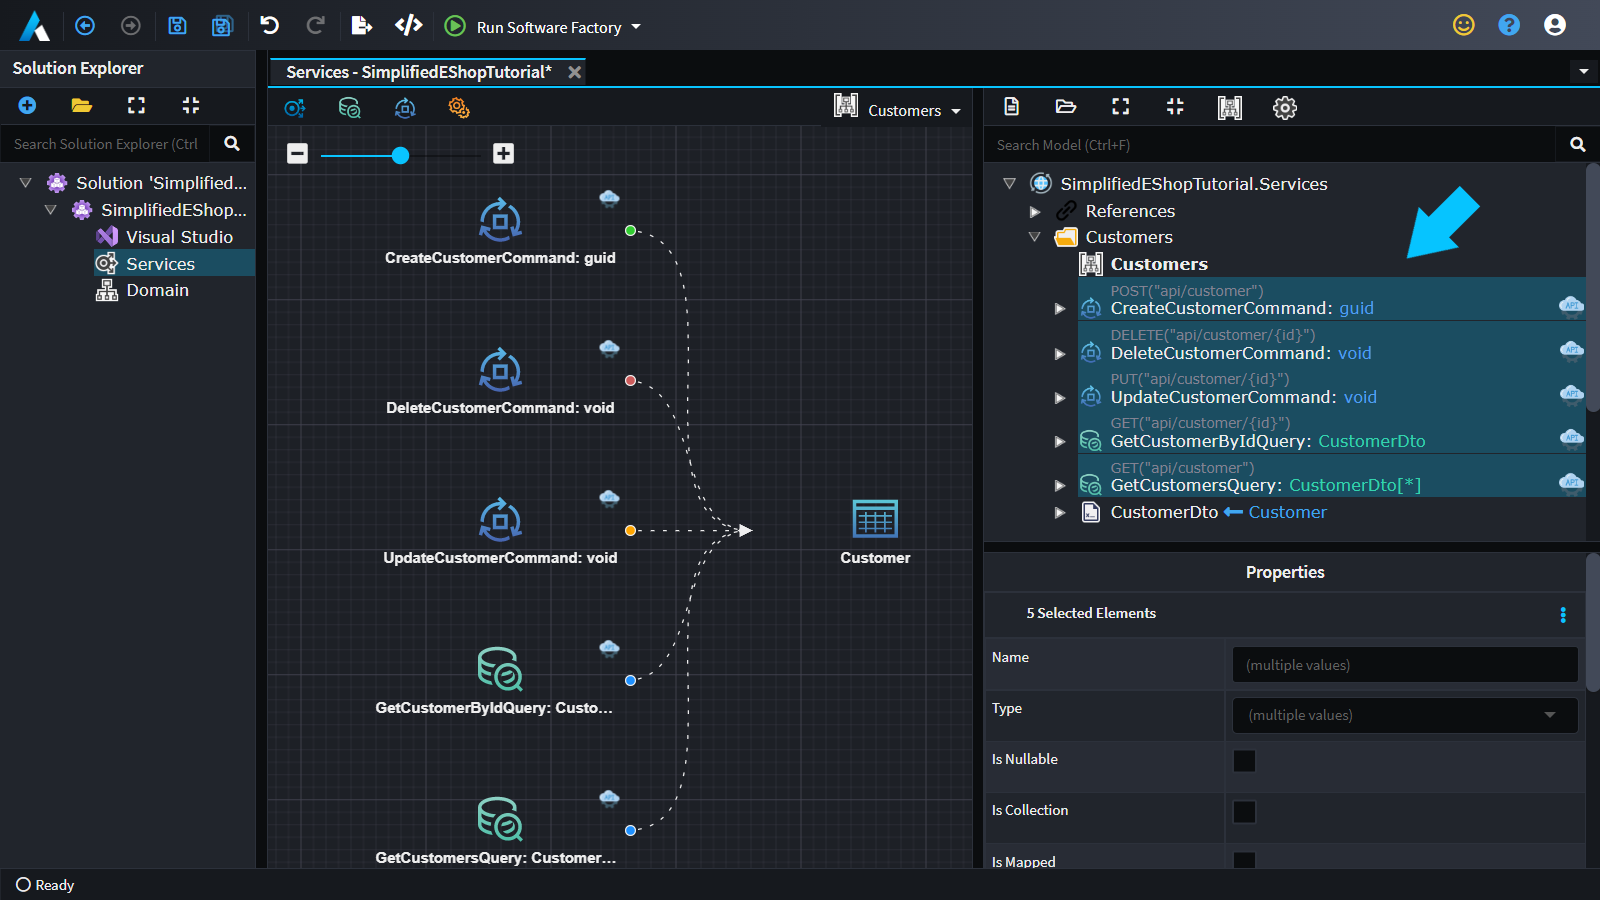 Run Software Factory
Solution Explorer
Services - SimplifiedEShopTutorial*
Search Solution Explorer (Ctrl
Solution 'Simplified...
SimplifiedEShop...
Visual Studio
Services
Domain
Customers
CreateCustomerCommand: guid
DeleteCustomerCommand: void
UpdateCustomerCommand: void
Customer
GetCustomerByIdQuery: Custo...
GetCustomersQuery: Customer...
Search Model (Ctrl+F)
SimplifiedEShopTutorial.Services
References
Customers
Customers
POST("api/customer")
CreateCustomerCommand: guid
DELETE("api/customer/{id}")
DeleteCustomerCommand: void
PUT("api/customer/{id}")
UpdateCustomerCommand: void
GET("api/customer/{id}")
GetCustomerByIdQuery: CustomerDto
GET("api/customer")
GetCustomersQuery: CustomerDto[*]
CustomerDto Customer
Properties
5 Selected Elements
Name
(multiple values)
Type
(multiple values)
Is Nullable
Is Collection
Is Mapped
Ready